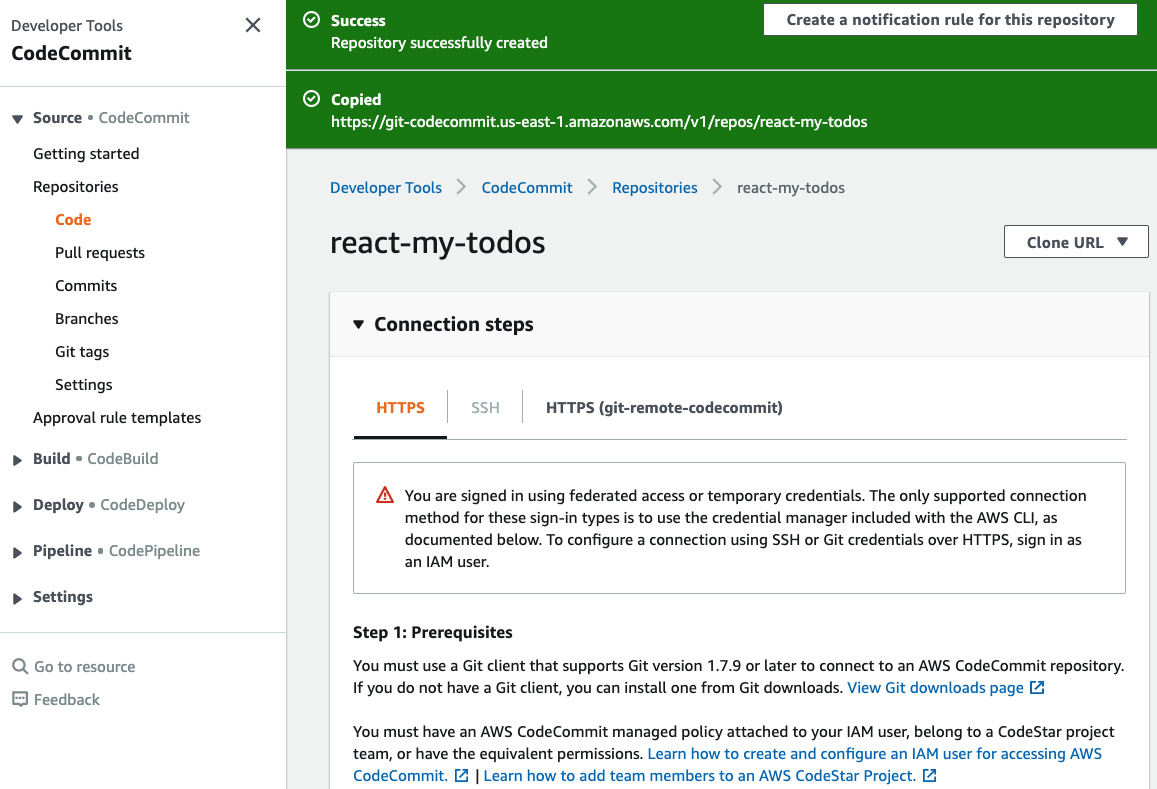 Developer Tools
CodeCommit
Source • CodeCommit
Getting started
Repositories
Code
Pull requests
Commits
Branches
Git tags
Settings
Approval rule templates
Build • CodeBuild
Deploy • CodeDeploy
Pipeline • CodePipeline
Settings
Go to resource
Feedback
Success
Repository successfully created
Create a notification rule for this repository
Copied
https://git-codecommit.us-east-1.amazonaws.com/v1/repos/react-my-todos
Developer Tools > CodeCommit > Repositories > react-my-todos
react-my-todos
Clone URL
Connection steps
HTTPS
SSH
HTTPS (git-remote-codecommit)
You are signed in using federated access or temporary credentials. The only supported connection
method for these sign-in types is to use the credential manager included with the AWS CLI, as
documented below. To configure a connection using SSH or Git credentials over HTTPS, sign in as
an IAM user.
Step 1: Prerequisites
You must use a Git client that supports Git version 1.7.9 or later to connect to an AWS CodeCommit repository.
If you do not have a Git client, you can install one from Git downloads. View Git downloads page
You must have an AWS CodeCommit managed policy attached to your IAM user, belong to a CodeStar project
team, or have the equivalent permissions. Learn how to create and configure an IAM user for accessing AWS
CodeCommit. | Learn how to add team members to an AWS CodeStar Project.